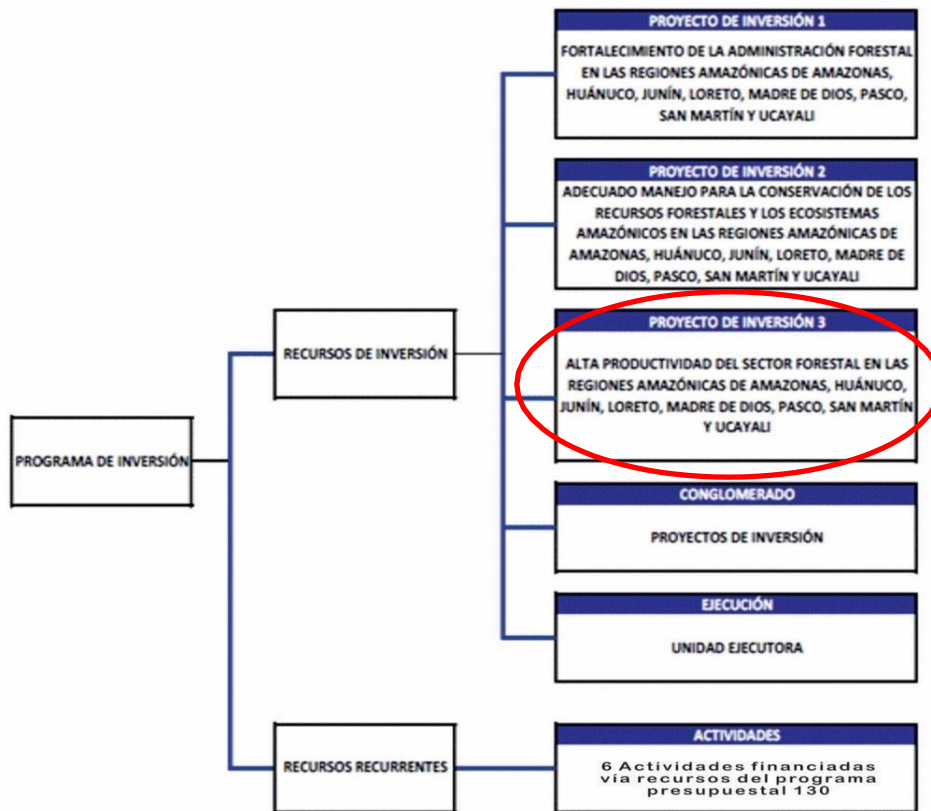 PROYECTO DE INVERSIÓN 1
FORTALECIMIENTO DE LA ADMINISTRACIÓN FORESTAL
EN LAS REGIONES AMAZÓNICAS DE AMAZONAS,
HUÁNUCO, JUNÍN, LORETO, MADRE DE DIOS, PASCO,
SAN MARTÍN Y UCAYALI
PROYECTO DE INVERSIÓN 2
ADECUADO MANEJO PARA LA CONSERVACIÓN DE LOS
RECURSOS FORESTALES Y LOS ECOSISTEMAS
AMAZÓNICOS EN LAS REGIONES AMAZÓNICAS DE
AMAZONAS, HUÁNUCO, JUNÍN, LORETO, MADRE DE
DIOS, PASCO, SAN MARTÍN Y UCAYALI
PROYECTO DE INVERSIÓN 3
ALTA PRODUCTIVIDAD DEL SECTOR FORESTAL EN LAS
REGIONES AMAZÓNICAS DE AMAZONAS, HUÁNUCO,
JUNÍN, LORETO, MADRE DE DIOS, PASCO, SAN MARTÍN
Y UCAYALI
RECURSOS DE INVERSIÓN
PROGRAMA DE INVERSIÓN
CONGLOMERADO
PROYECTOS DE INVERSIÓN
EJECUCIÓN
UNIDAD EJECUTORA
RECURSOS RECURRENTES
ACTIVIDADES
6 Actividades financiadas
vía recursos del programa
presupuestal 130